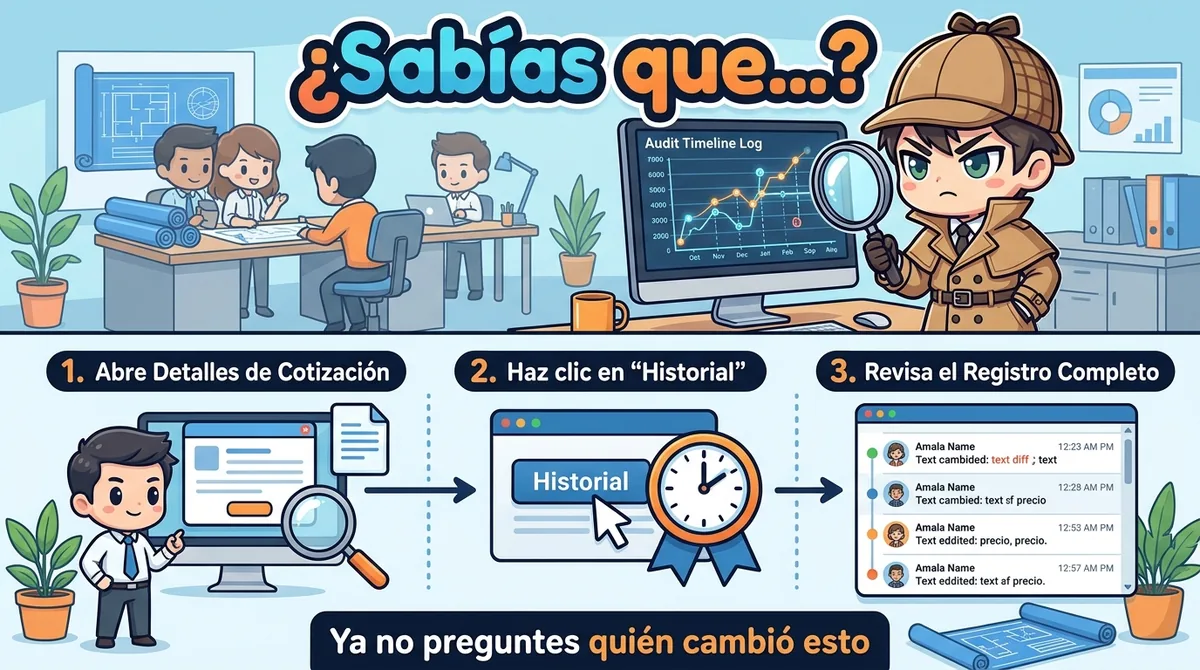 ¿Sabías que...?
Audit Timeline Log
7000
6000
5000
4000
3000
2000
0
Oct
Nov
Dec
Feb
Sop
1. Abre Detalles de Cotización
2. Haz clic en “Historial”
3. Revisa el Registro Completo
Historial
Amala Name 12:23 AM PM
Text cambided: text diff ; text
Amala Name 12:28 AM PM
Text cambied: text sf precio
Amala Name 12:53 AM PM
Text eddited: precio, precio.
Amala Name 12:57 AM PM
Text eddited: text af precio.
Ya no preguntes quién cambió esto